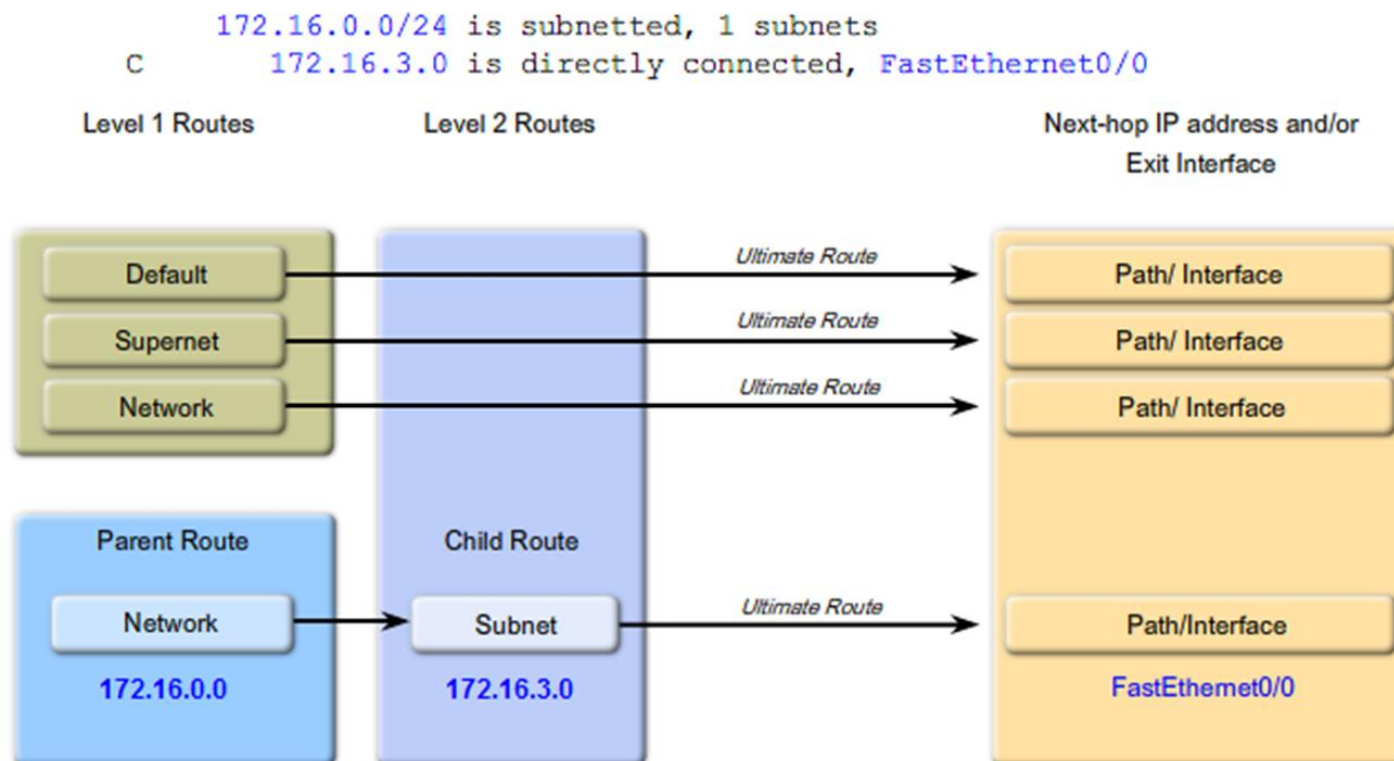 172.16.0.0/24 is subnetted, 1 subnets
C 172.16.3.0 is directly connected, FastEthernet0/0
Level 1 Routes
Level 2 Routes
Next-hop IP address and/or
Exit Interface
Default
Ultimate Route
Path/ Interface
Supernet
Ultimate Route
Path/ Interface
Network
Ultimate Route
Path/ Interface
Parent Route
Child Route
Network
Subnet
Ultimate Route
Path/Interface
172.16.0.0
172.16.3.0
FastEthernet0/0